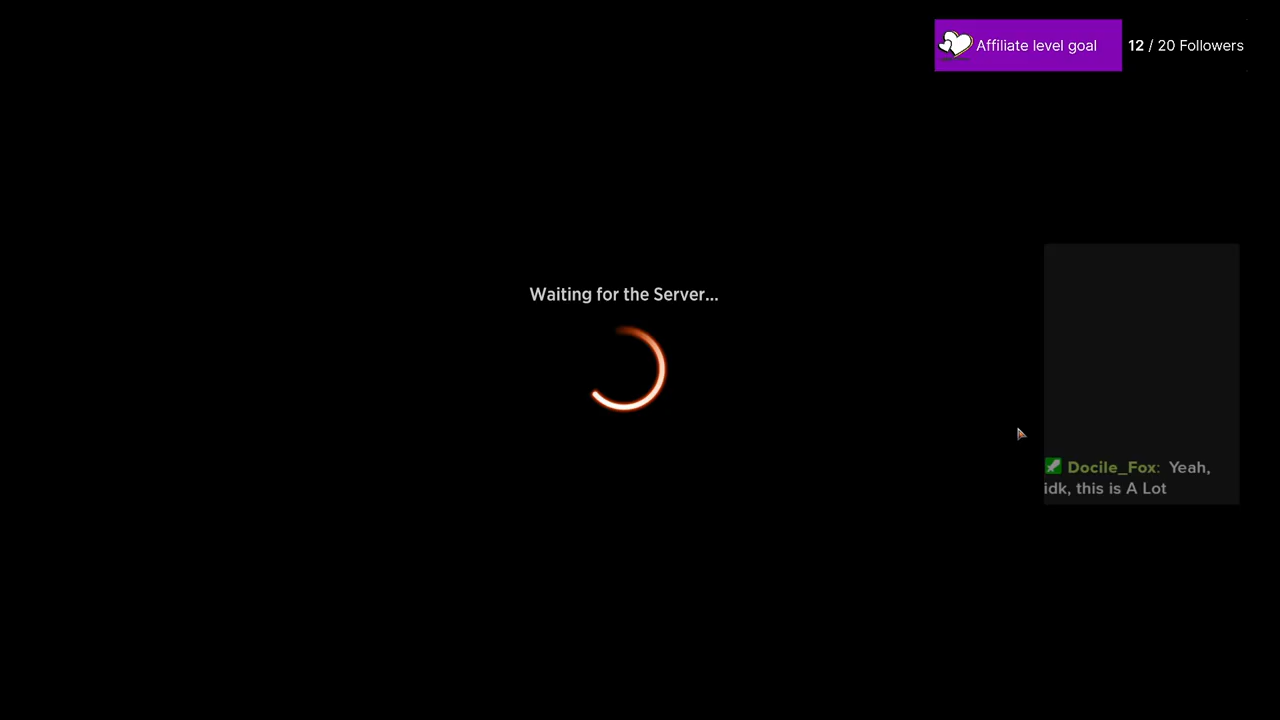 Affiliate level goal 12 / 20 Followers
Waiting for the Server...
Docile_Fox: Yeah,
idk, this is A Lot